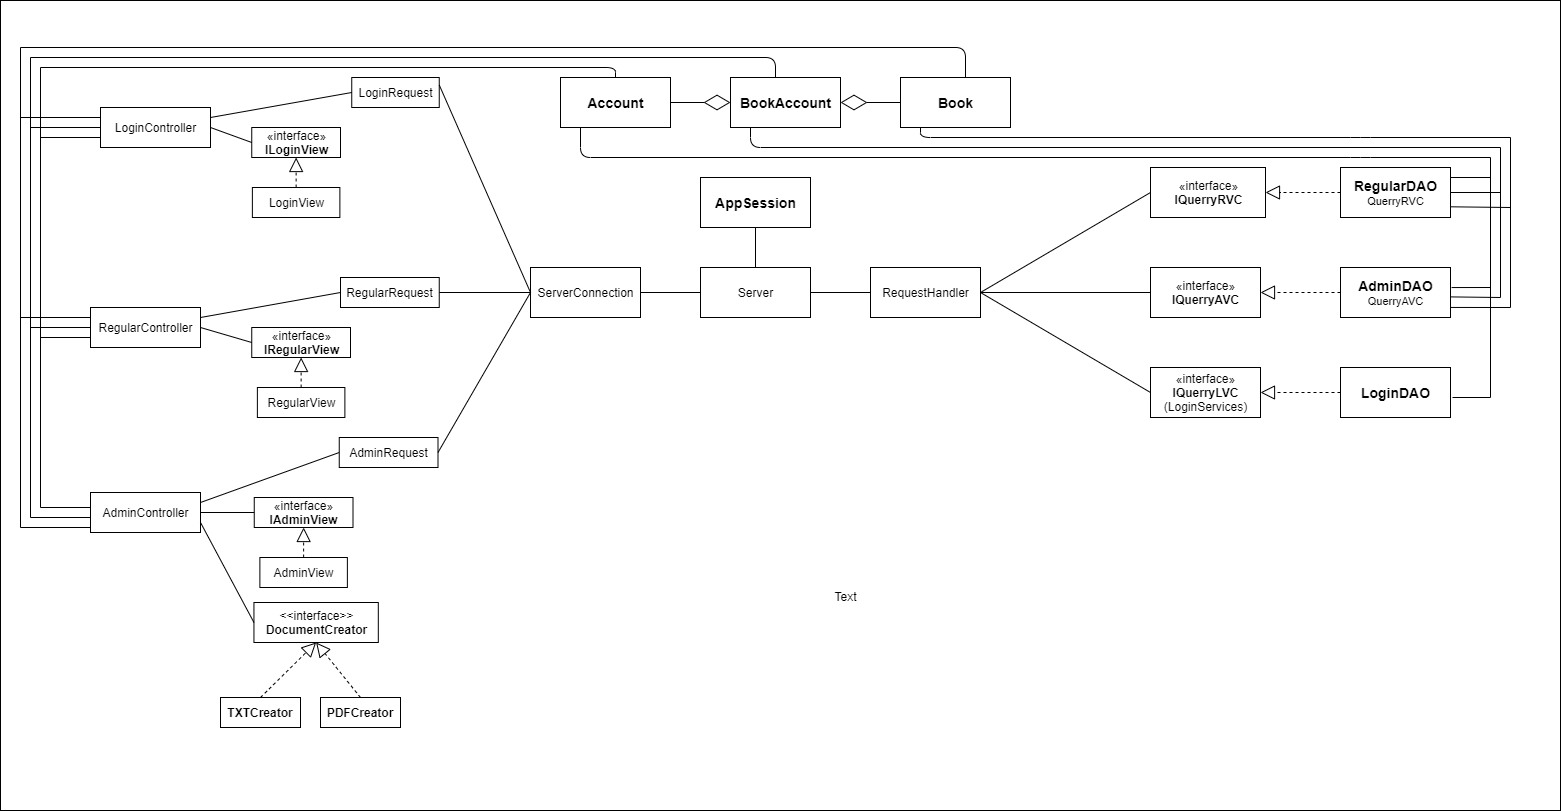 LoginRequest
Account
BookAccount
Book
LoginController
«interface»
ILoginView
LoginView
AppSession
«interface»
IQuerryRVC
RegularDAO
QuerryRVC
RegularRequest
ServerConnection
Server
RequestHandler
«interface»
IQuerryAVC
AdminDAO
QuerryAVC
RegularController
«interface»
IRegularView
RegularView
«interface»
IQuerryLVC
(LoginServices)
LoginDAO
AdminRequest
AdminController
«interface»
IAdminView
AdminView
Text
<<interface>>
DocumentCreator
TXTCreator
PDFCreator